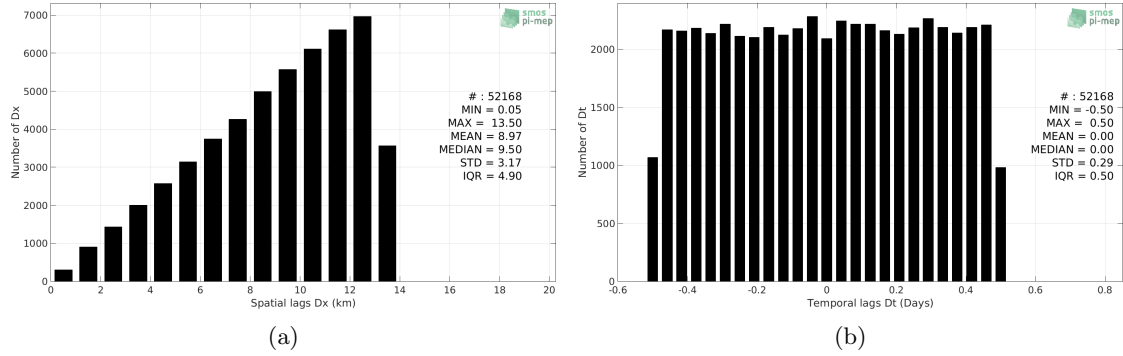 smos
pi-mep
7000
6000
5000
4000
3000
2000
1000
0
Number of Dx
# : 52168
MIN = 0.05
MAX = 13.50
MEAN = 8.97
MEDIAN = 9.50
STD = 3.17
IQR = 4.90
0 2 4 6 8 10 12 14 16 18 20
Spatial lags Dx (km)
(a)
smos
pi-mep
2000
1500
1000
500
0
Number of Dt
# : 52168
MIN = -0.50
MAX = 0.50
MEAN = 0.00
MEDIAN = 0.00
STD = 0.29
IQR = 0.50
-0.6 -0.4 -0.2 0 0.2 0.4 0.6 0.8
Temporal lags Dt (Days)
(b)